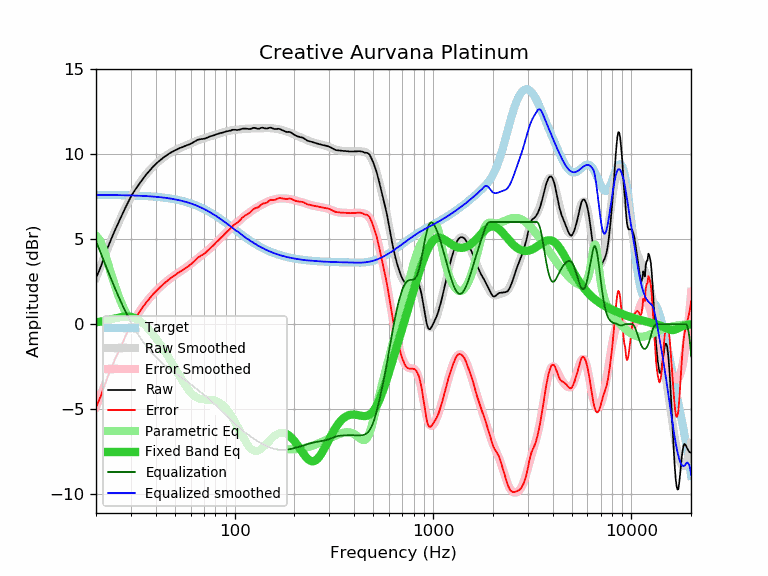 Creative Aurvana Platinum
15
10
5
0
−5
−10
Amplitude (dBr)
Target
Raw Smoothed
Error Smoothed
Raw
Error
Parametric Eq
Fixed Band Eq
Equalization
Equalized smoothed
100
1000
10000
Frequency (Hz)